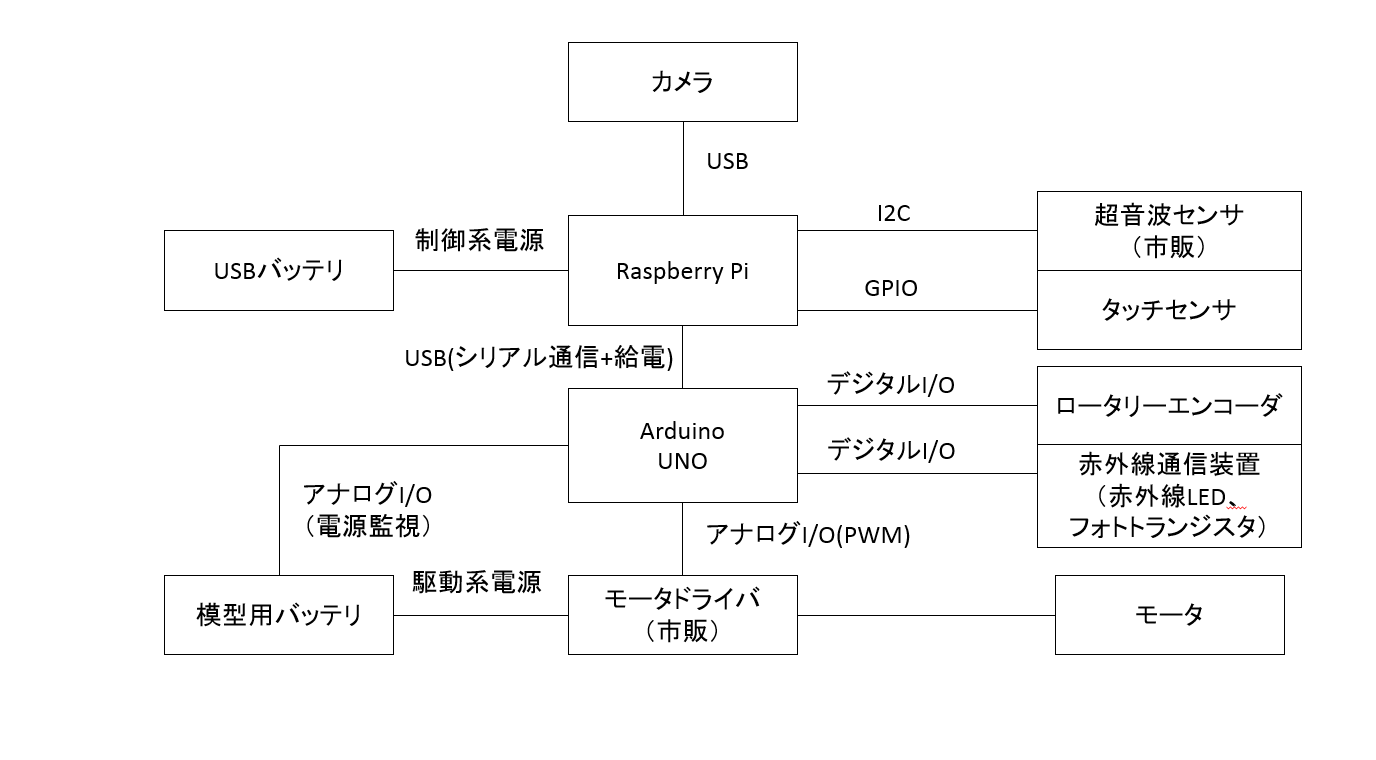 カメラ
USB
I2C
超音波センサ
（市販）
制御系電源
USBバッテリ
Raspberry Pi
GPIO
タッチセンサ
USB(シリアル通信+給電)
デジタルI/O
ロータリーエンコーダ
Arduino
UNO
デジタルI/O
赤外線通信装置
（赤外線LED、
フォトトランジスタ）
アナログI/O
（電源監視）
アナログI/O(PWM)
駆動系電源
模型用バッテリ
モータドライバ
（市販）
モータ